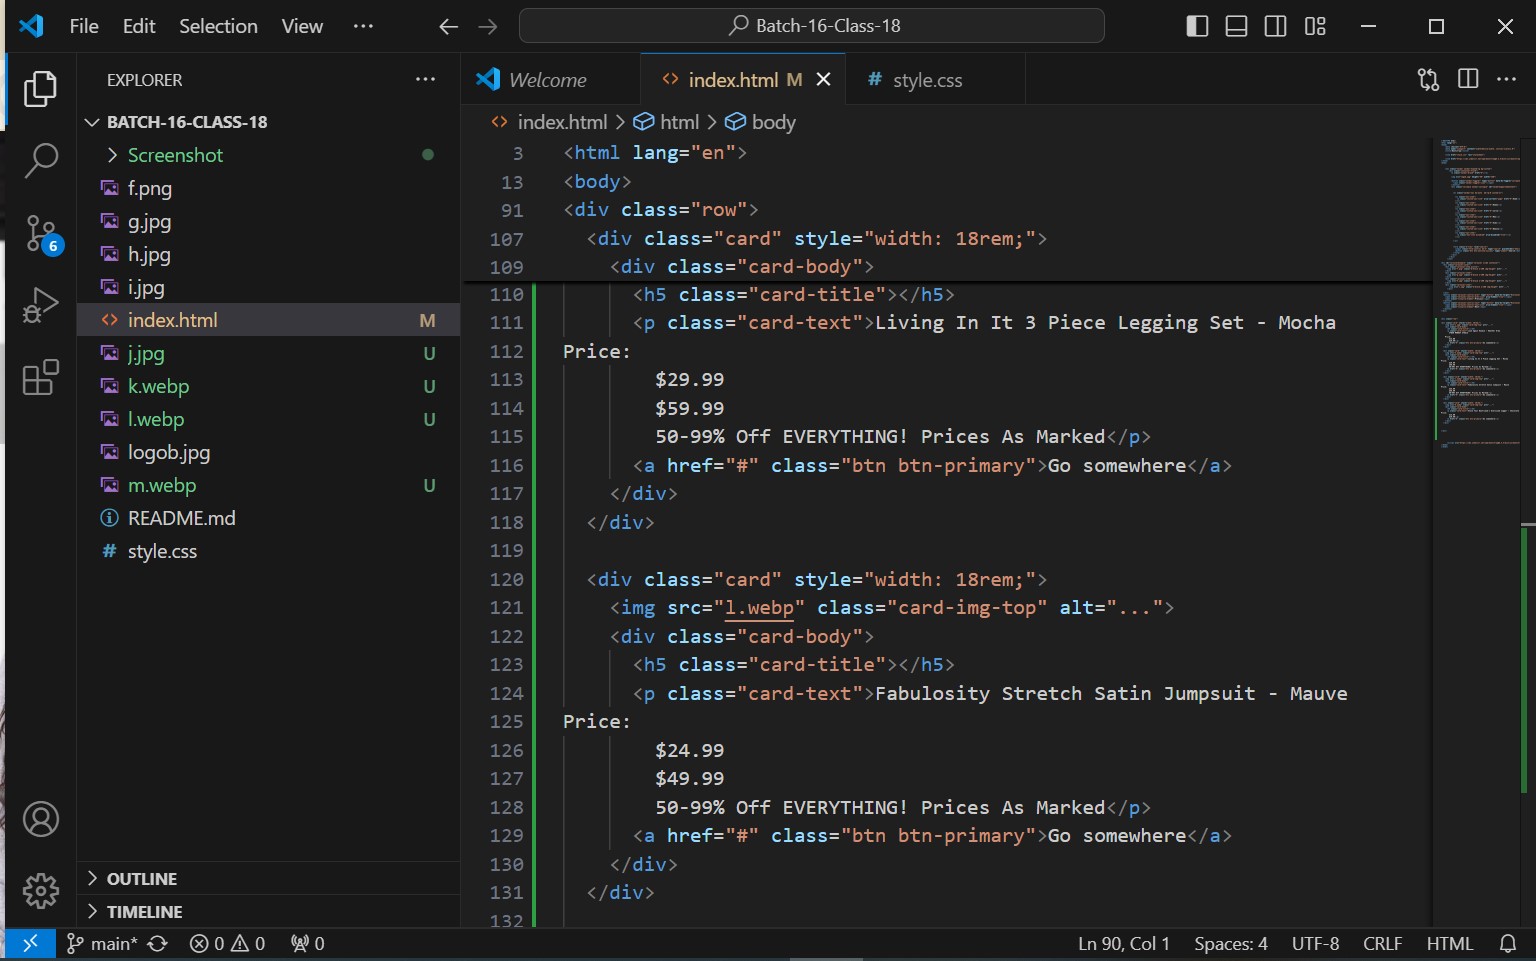 File Edit Selection View ··· Batch-16-Class-18
EXPLORER ···
Welcome index.html M style.css
BATCH-16-CLASS-18
Screenshot
f.png
g.jpg
h.jpg
i.jpg
index.html M
j.jpg U
k.webp U
l.webp U
logob.jpg
m.webp U
README.md
style.css
6
OUTLINE
TIMELINE
index.html > html > body
3 <html lang="en">
13 <body>
91 <div class="row">
107 <div class="card" style="width: 18rem;">
109 <div class="card-body">
110 <h5 class="card-title"></h5>
111 <p class="card-text">Living In It 3 Piece Legging Set - Mocha
112 Price:
113 $29.99
114 $59.99
115 50-99% Off EVERYTHING! Prices As Marked</p>
116 <a href="#" class="btn btn-primary">Go somewhere</a>
117 </div>
118 </div>
119
120 <div class="card" style="width: 18rem;">
121 <img src="l.webp" class="card-img-top" alt="...">
122 <div class="card-body">
123 <h5 class="card-title"></h5>
124 <p class="card-text">Fabulosity Stretch Satin Jumpsuit - Mauve
125 Price:
126 $24.99
127 $49.99
128 50-99% Off EVERYTHING! Prices As Marked</p>
129 <a href="#" class="btn btn-primary">Go somewhere</a>
130 </div>
131 </div>
132
main* 0 0 0 Ln 90, Col 1 Spaces: 4 UTF-8 CRLF HTML